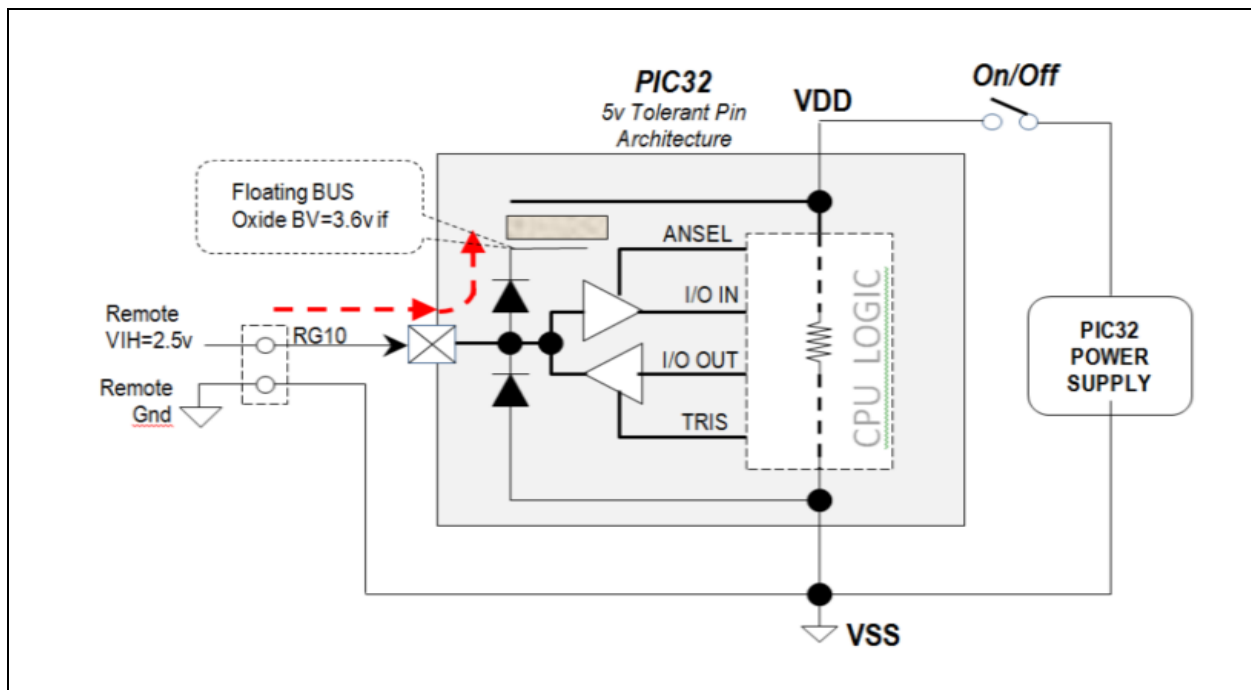 PIC32
5v Tolerant Pin
Architecture
VDD
On/Off
Floating BUS
Oxide BV=3.6v if
ANSEL
I/O IN
I/O OUT
TRIS
CPU LOGIC
Remote
VIH=2.5v
RG10
Remote
Gnd
PIC32
POWER
SUPPLY
VSS